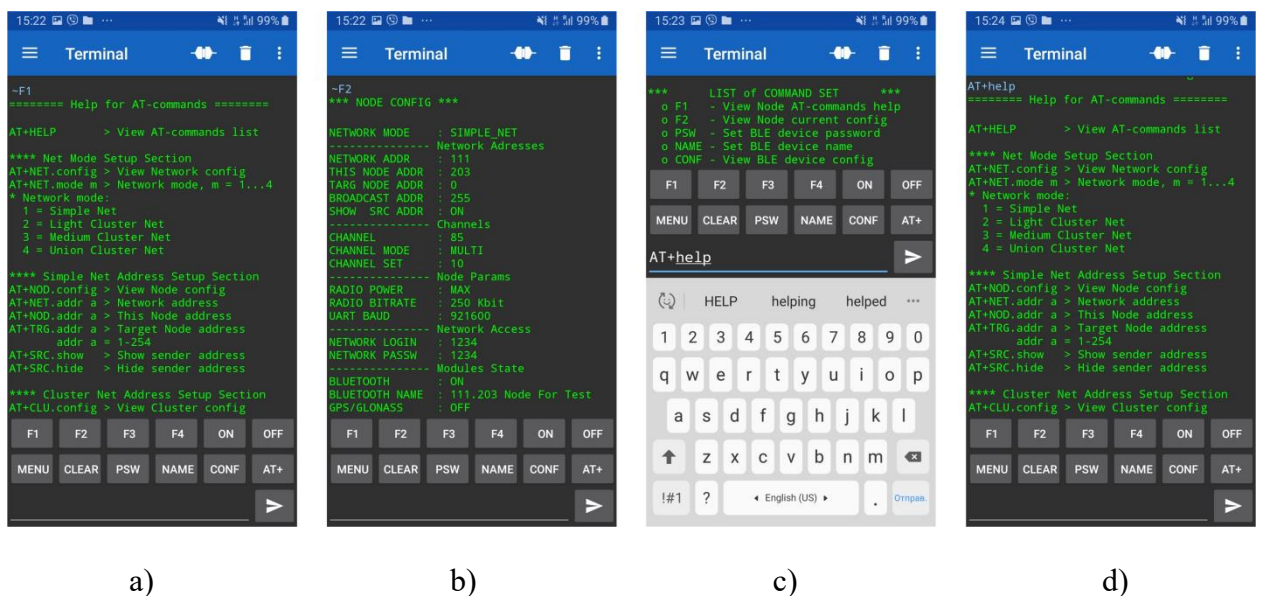 15:22 99%
Terminal
~F1
======== Help for AT-commands ========
AT+HELP > View AT-commands list
**** Net Mode Setup Section
AT+NET.config > View Network config
AT+NET.mode m > Network mode, m = 1...4
* Network mode:
1 = Simple Net
2 = Light Cluster Net
3 = Medium Cluster Net
4 = Union Cluster Net
**** Simple Net Address Setup Section
AT+NOD.config > View Node config
AT+NET.addr a > Network address
AT+NOD.addr a > This Node address
AT+TRG.addr a > Target Node address
addr a = 1-254
AT+SRC.show > Show sender address
AT+SRC.hide > Hide sender address
**** Cluster Net Address Setup Section
AT+CLU.config > View Cluster config
F1 F2 F3 F4 ON OFF
MENU CLEAR PSW NAME CONF AT+
a)
15:22 99%
Terminal
~F2
*** NODE CONFIG ***
NETWORK MODE : SIMPLE_NET
--------------- Network Adresses
NETWORK ADDR : 111
THIS NODE ADDR : 203
TARG NODE ADDR : 0
BROADCAST ADDR : 255
SHOW SRC ADDR : ON
--------------- Channels
CHANNEL : 85
CHANNEL MODE : MULTI
CHANNEL SET : 10
--------------- Node Params
RADIO POWER : MAX
RADIO BITRATE : 250 Kbit
UART BAUD : 921600
--------------- Network Access
NETWORK LOGIN : 1234
NETWORK PASSW : 1234
--------------- Modules State
BLUETOOTH : ON
BLUETOOTH NAME : 111.203 Node For Test
GPS/GLONASS : OFF
F1 F2 F3 F4 ON OFF
MENU CLEAR PSW NAME CONF AT+
b)
15:23 99%
Terminal
*** LIST of COMMAND SET ***
o F1 - View Node AT-commands help
o F2 - View Node current config
o PSW - Set BLE device password
o NAME - Set BLE device name
o CONF - View BLE device config
F1 F2 F3 F4 ON OFF
MENU CLEAR PSW NAME CONF AT+
AT+help
HELP helping helped
1 2 3 4 5 6 7 8 9 0
q w e r t y u i o p
a s d f g h j k l
z x c v b n m
!#1 ? English (US) . Отправ.
c)
15:24 99%
Terminal
AT+help
======== Help for AT-commands ========
AT+HELP > View AT-commands list
**** Net Mode Setup Section
AT+NET.config > View Network config
AT+NET.mode m > Network mode, m = 1...4
* Network mode:
1 = Simple Net
2 = Light Cluster Net
3 = Medium Cluster Net
4 = Union Cluster Net
**** Simple Net Address Setup Section
AT+NOD.config > View Node config
AT+NET.addr a > Network address
AT+NOD.addr a > This Node address
AT+TRG.addr a > Target Node address
addr a = 1-254
AT+SRC.show > Show sender address
AT+SRC.hide > Hide sender address
**** Cluster Net Address Setup Section
AT+CLU.config > View Cluster config
F1 F2 F3 F4 ON OFF
MENU CLEAR PSW NAME CONF AT+
d)